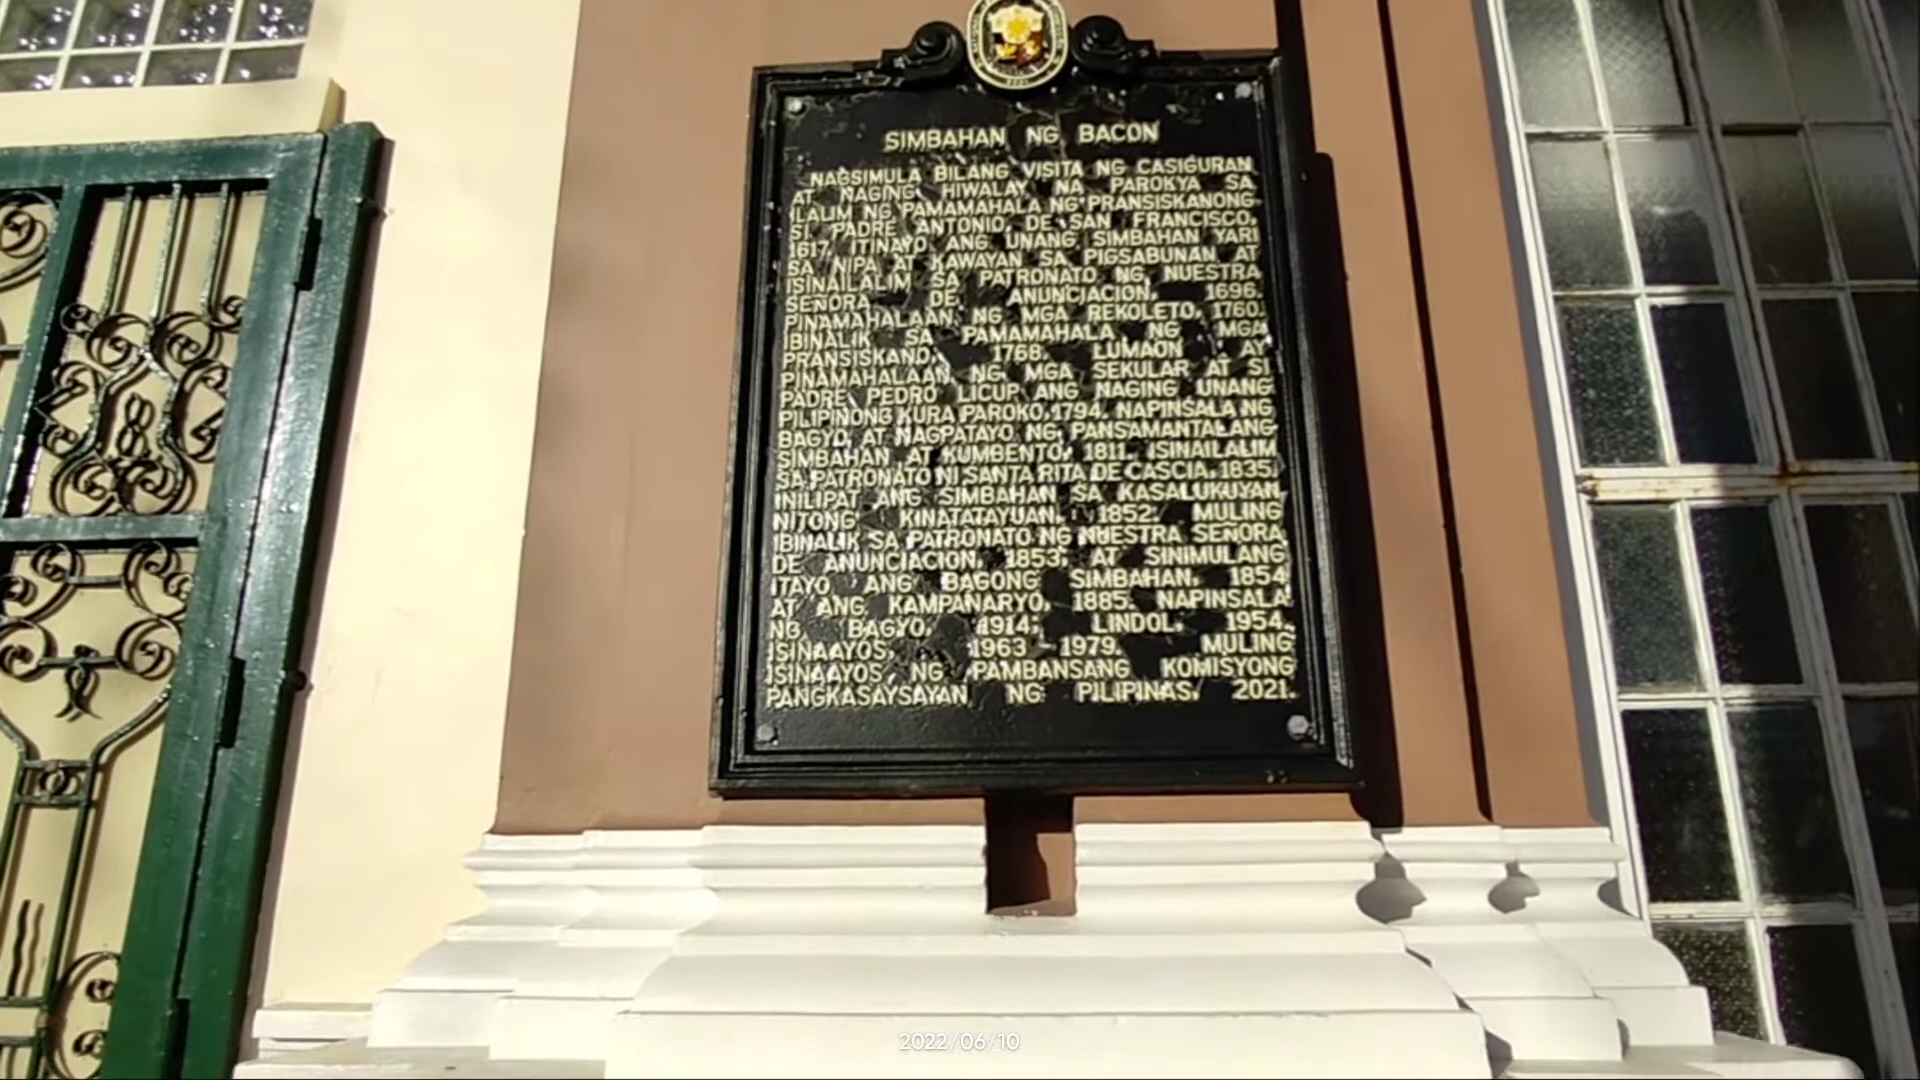 SIMBAHAN NG BACON
NAGSIMULA BILANG VISITA NG CASIGURAN
AT NAGING HIWALAY NA PAROKYA SA
ILALIM NG PAMAMAHALA NG PRANSISKANONG
SI PADRE ANTONIO DE SAN FRANCISCO,
1617. ITINAYO ANG UNANG SIMBAHAN YARI
SA NIPA AT KAWAYAN SA PIGSABUNAN AT
ISINAILALIM SA PATRONATO NG NUESTRA
SEÑORA DE ANUNCIACION, 1696.
PINAMAHALAAN NG MGA REKOLETO, 1760.
IBINALIK SA PAMAMAHALA NG MGA
PRANSISKANO, 1768. LUMAON AY
PINAMAHALAAN NG MGA SEKULAR AT SI
PADRE PEDRO LICUP ANG NAGING UNANG
PILIPINONG KURA PAROKO, 1794. NAPINSALA NG
BAGYO AT NAGPATAYO NG PANSAMANTALANG
SIMBAHAN AT KUMBENTO, 1811. ISINAILALIM
SA PATRONATO NI SANTA RITA DE CASCIA, 1835.
INILIPAT ANG SIMBAHAN SA KASALUKUYAN
NITONG KINATATAYUAN, 1852. MULING
IBINALIK SA PATRONATO NG NUESTRA SEÑORA
DE ANUNCIACION, 1853; AT SINIMULANG
ITAYO ANG BAGONG SIMBAHAN, 1854
AT ANG KAMPANARYO, 1885. NAPINSALA
NG BAGYO, 1914; LINDOL, 1954.
ISINAAYOS, 1963 – 1979. MULING
ISINAAYOS NG PAMBANSANG KOMISYONG
PANGKASAYSAYAN NG PILIPINAS, 2021.
2022/06/10